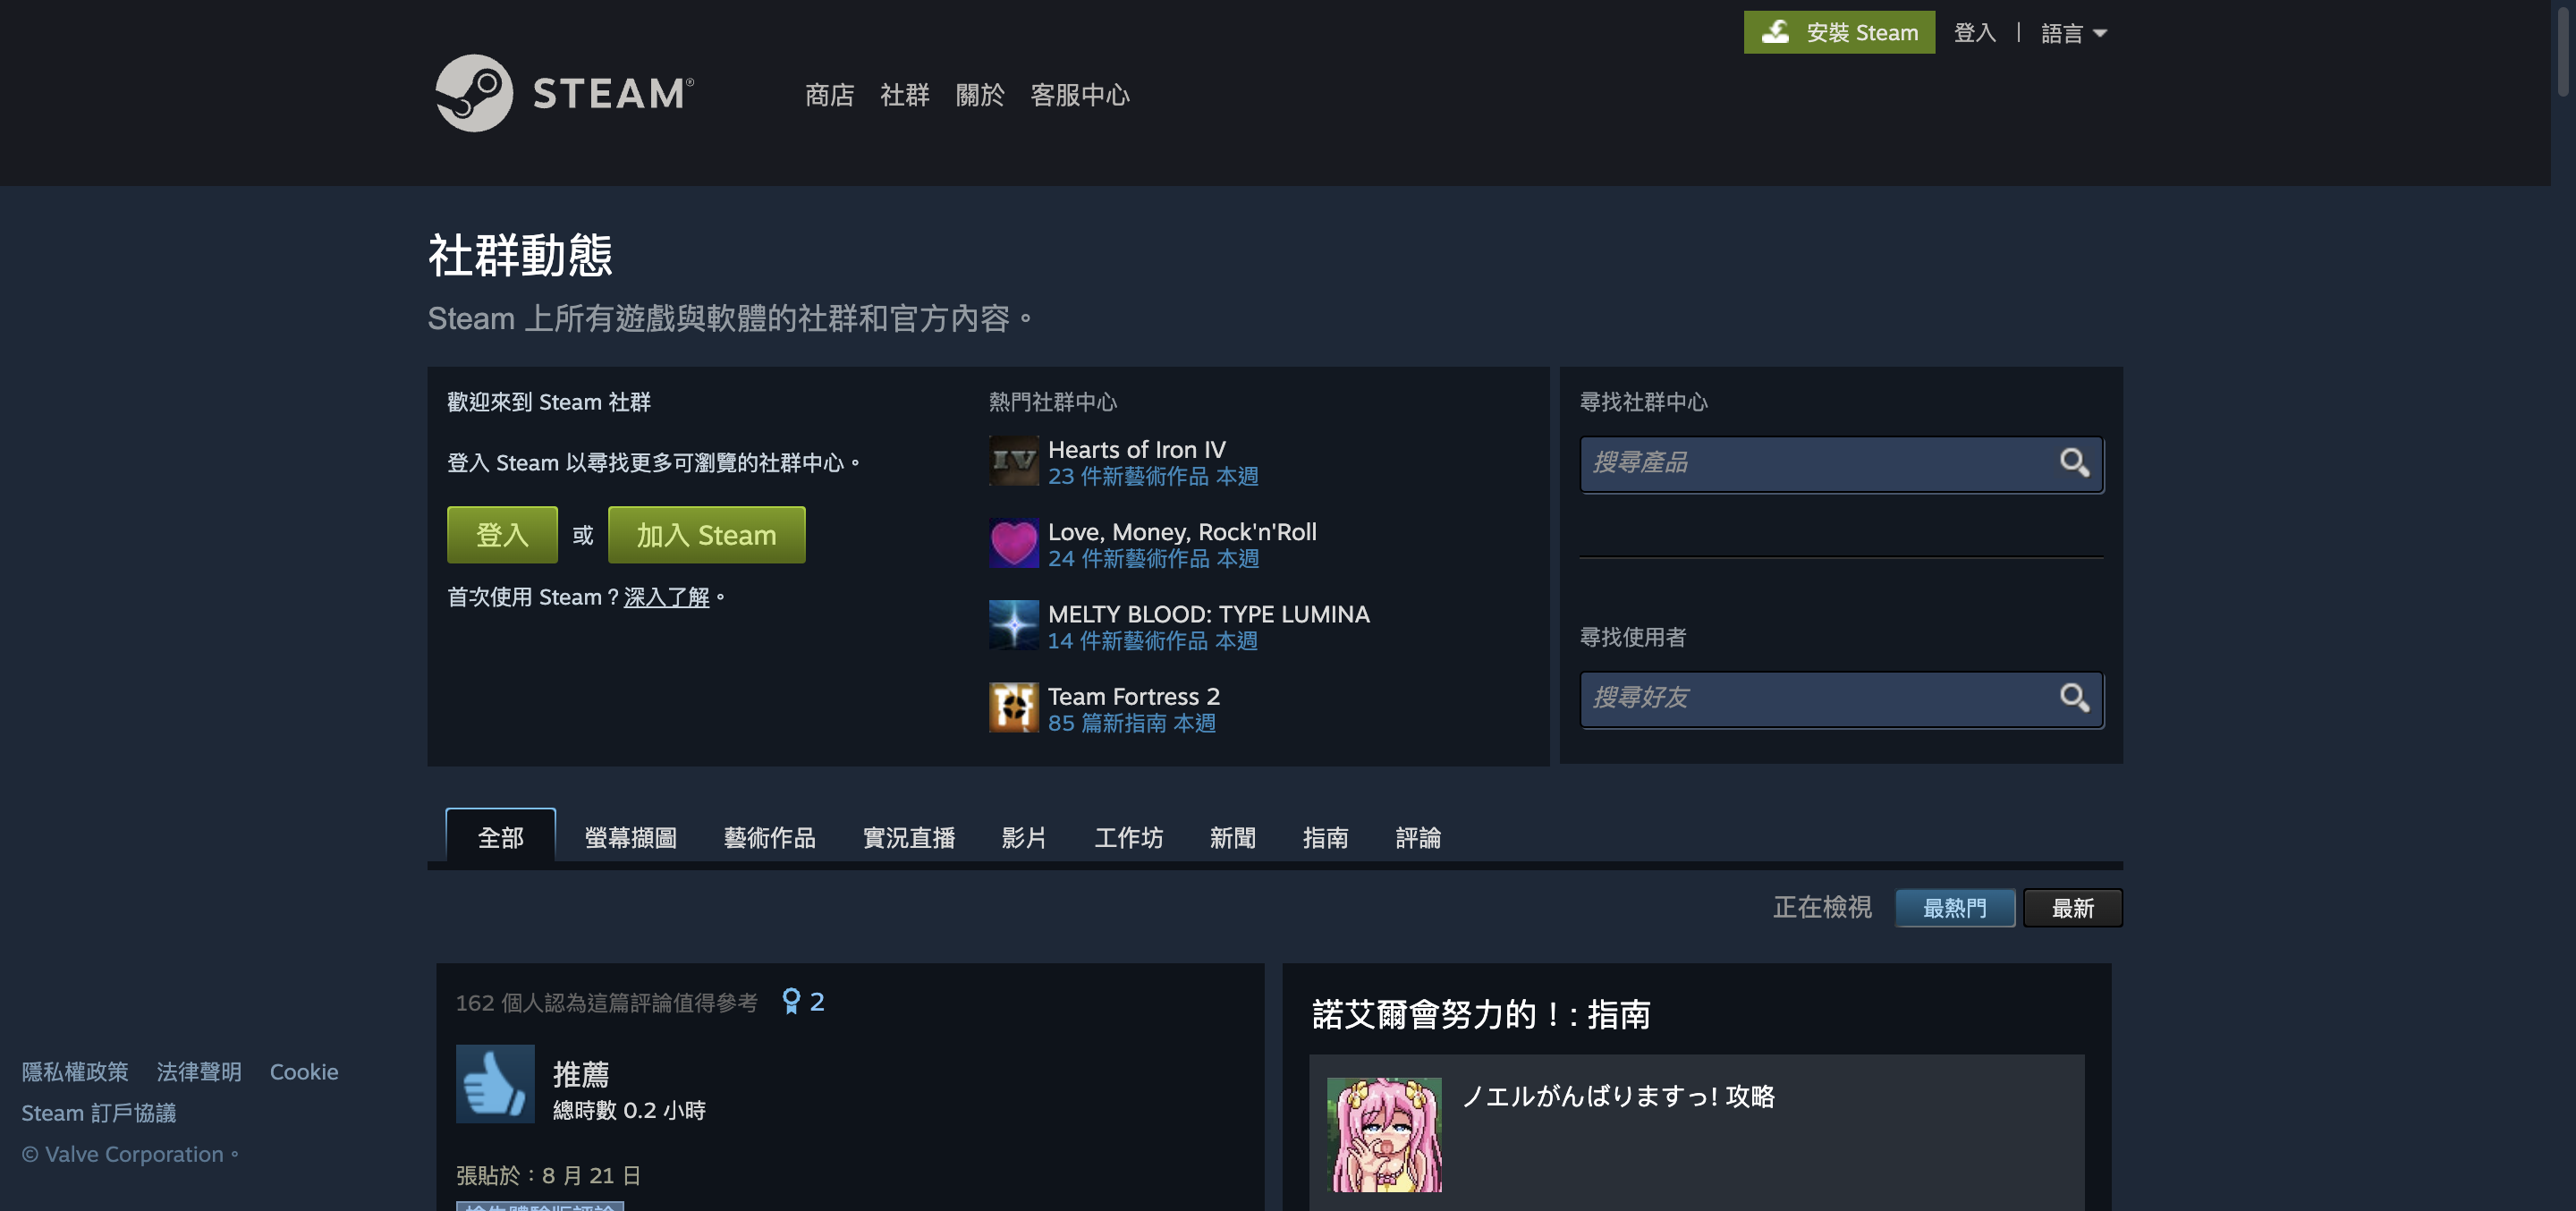 安裝 Steam 登入 | 語言
STEAM®
商店 社群 關於 客服中心
社群動態
Steam 上所有遊戲與軟體的社群和官方內容。
歡迎來到 Steam 社群
登入 Steam 以尋找更多可瀏覽的社群中心。
登入 或 加入 Steam
首次使用 Steam？深入了解。
熱門社群中心
Hearts of Iron IV
23 件新藝術作品 本週
Love, Money, Rock'n'Roll
24 件新藝術作品 本週
MELTY BLOOD: TYPE LUMINA
14 件新藝術作品 本週
Team Fortress 2
85 篇新指南 本週
尋找社群中心
搜尋產品
尋找使用者
搜尋好友
全部 螢幕擷圖 藝術作品 實況直播 影片 工作坊 新聞 指南 評論
正在檢視 最熱門 最新
162 個人認為這篇評論值得參考 2
推薦
總時數 0.2 小時
張貼於：8 月 21 日
諾艾爾會努力的！: 指南
ノエルがんばりますっ! 攻略
隱私權政策 法律聲明 Cookie
Steam 訂戶協議
© Valve Corporation。